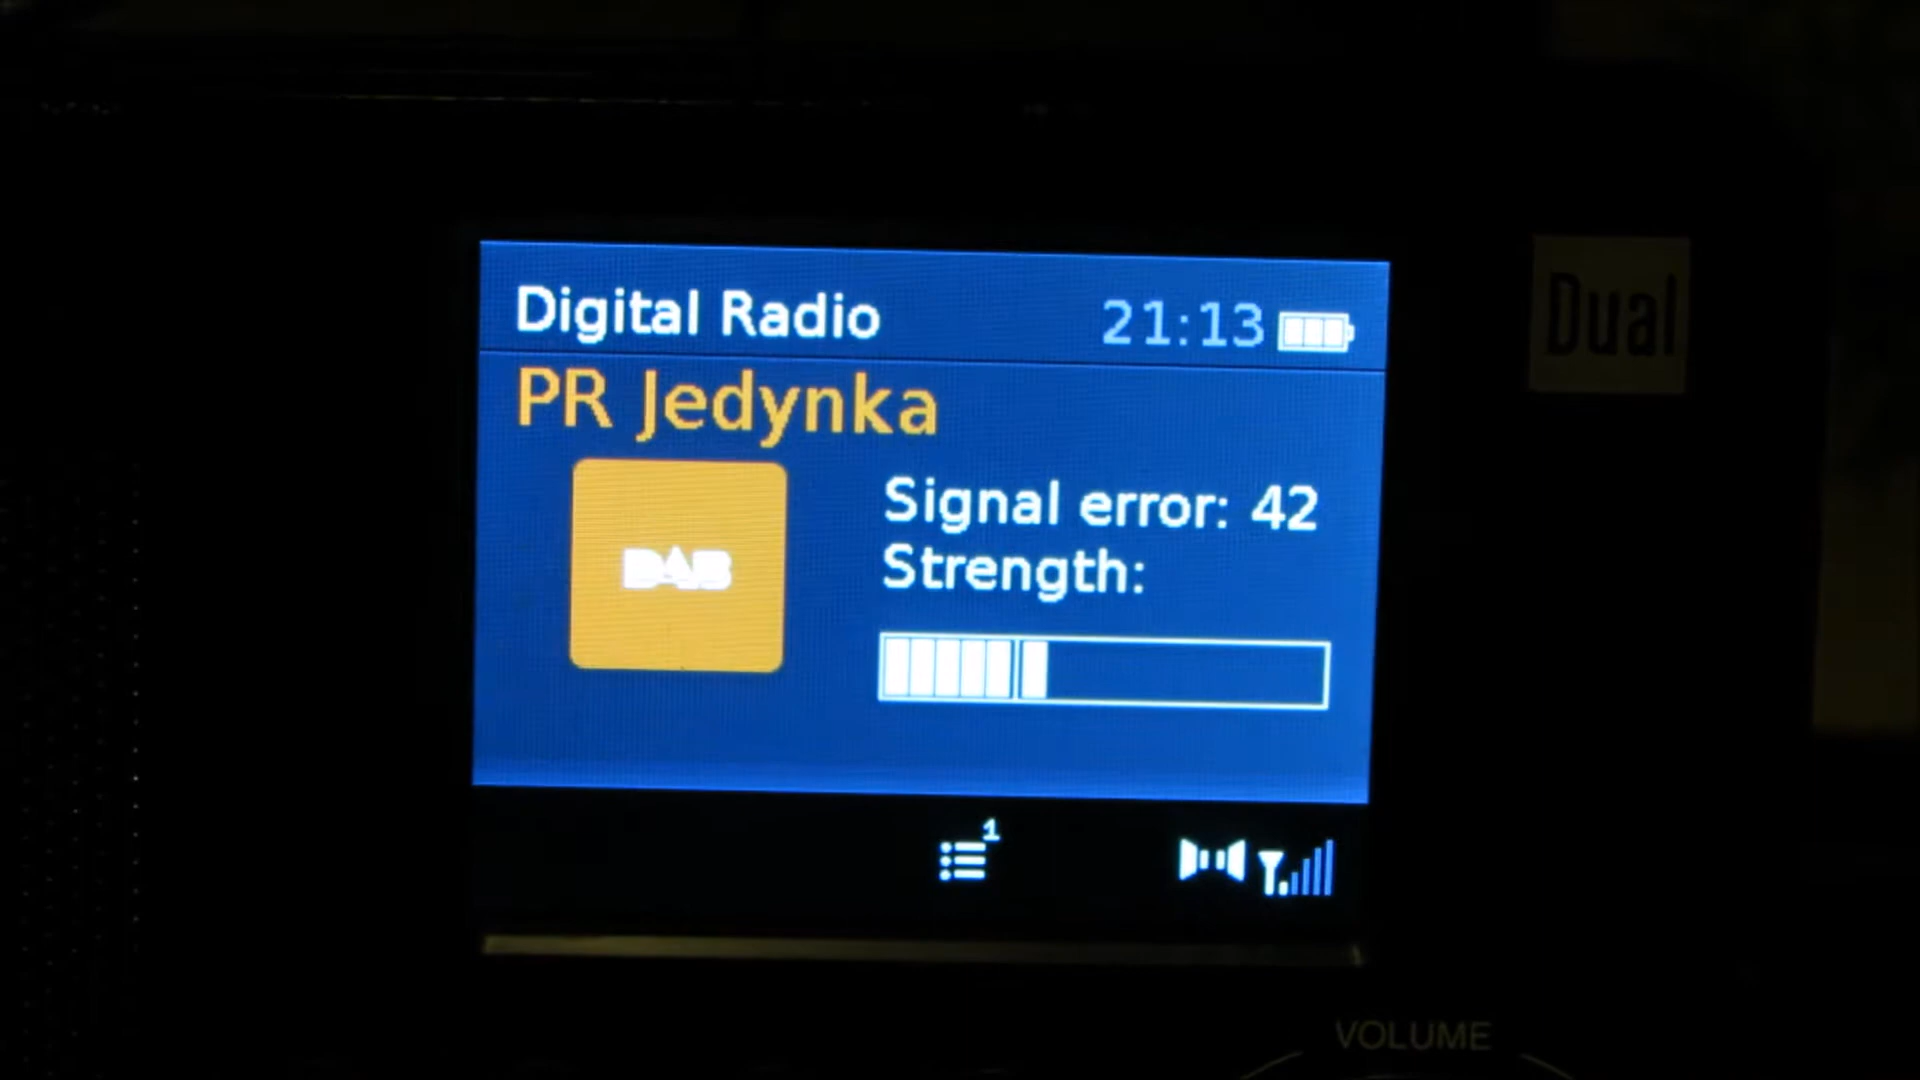 Digital Radio 21:13
PR Jedynka
DAB
Signal error: 42
Strength:
1
Dual
VOLUME